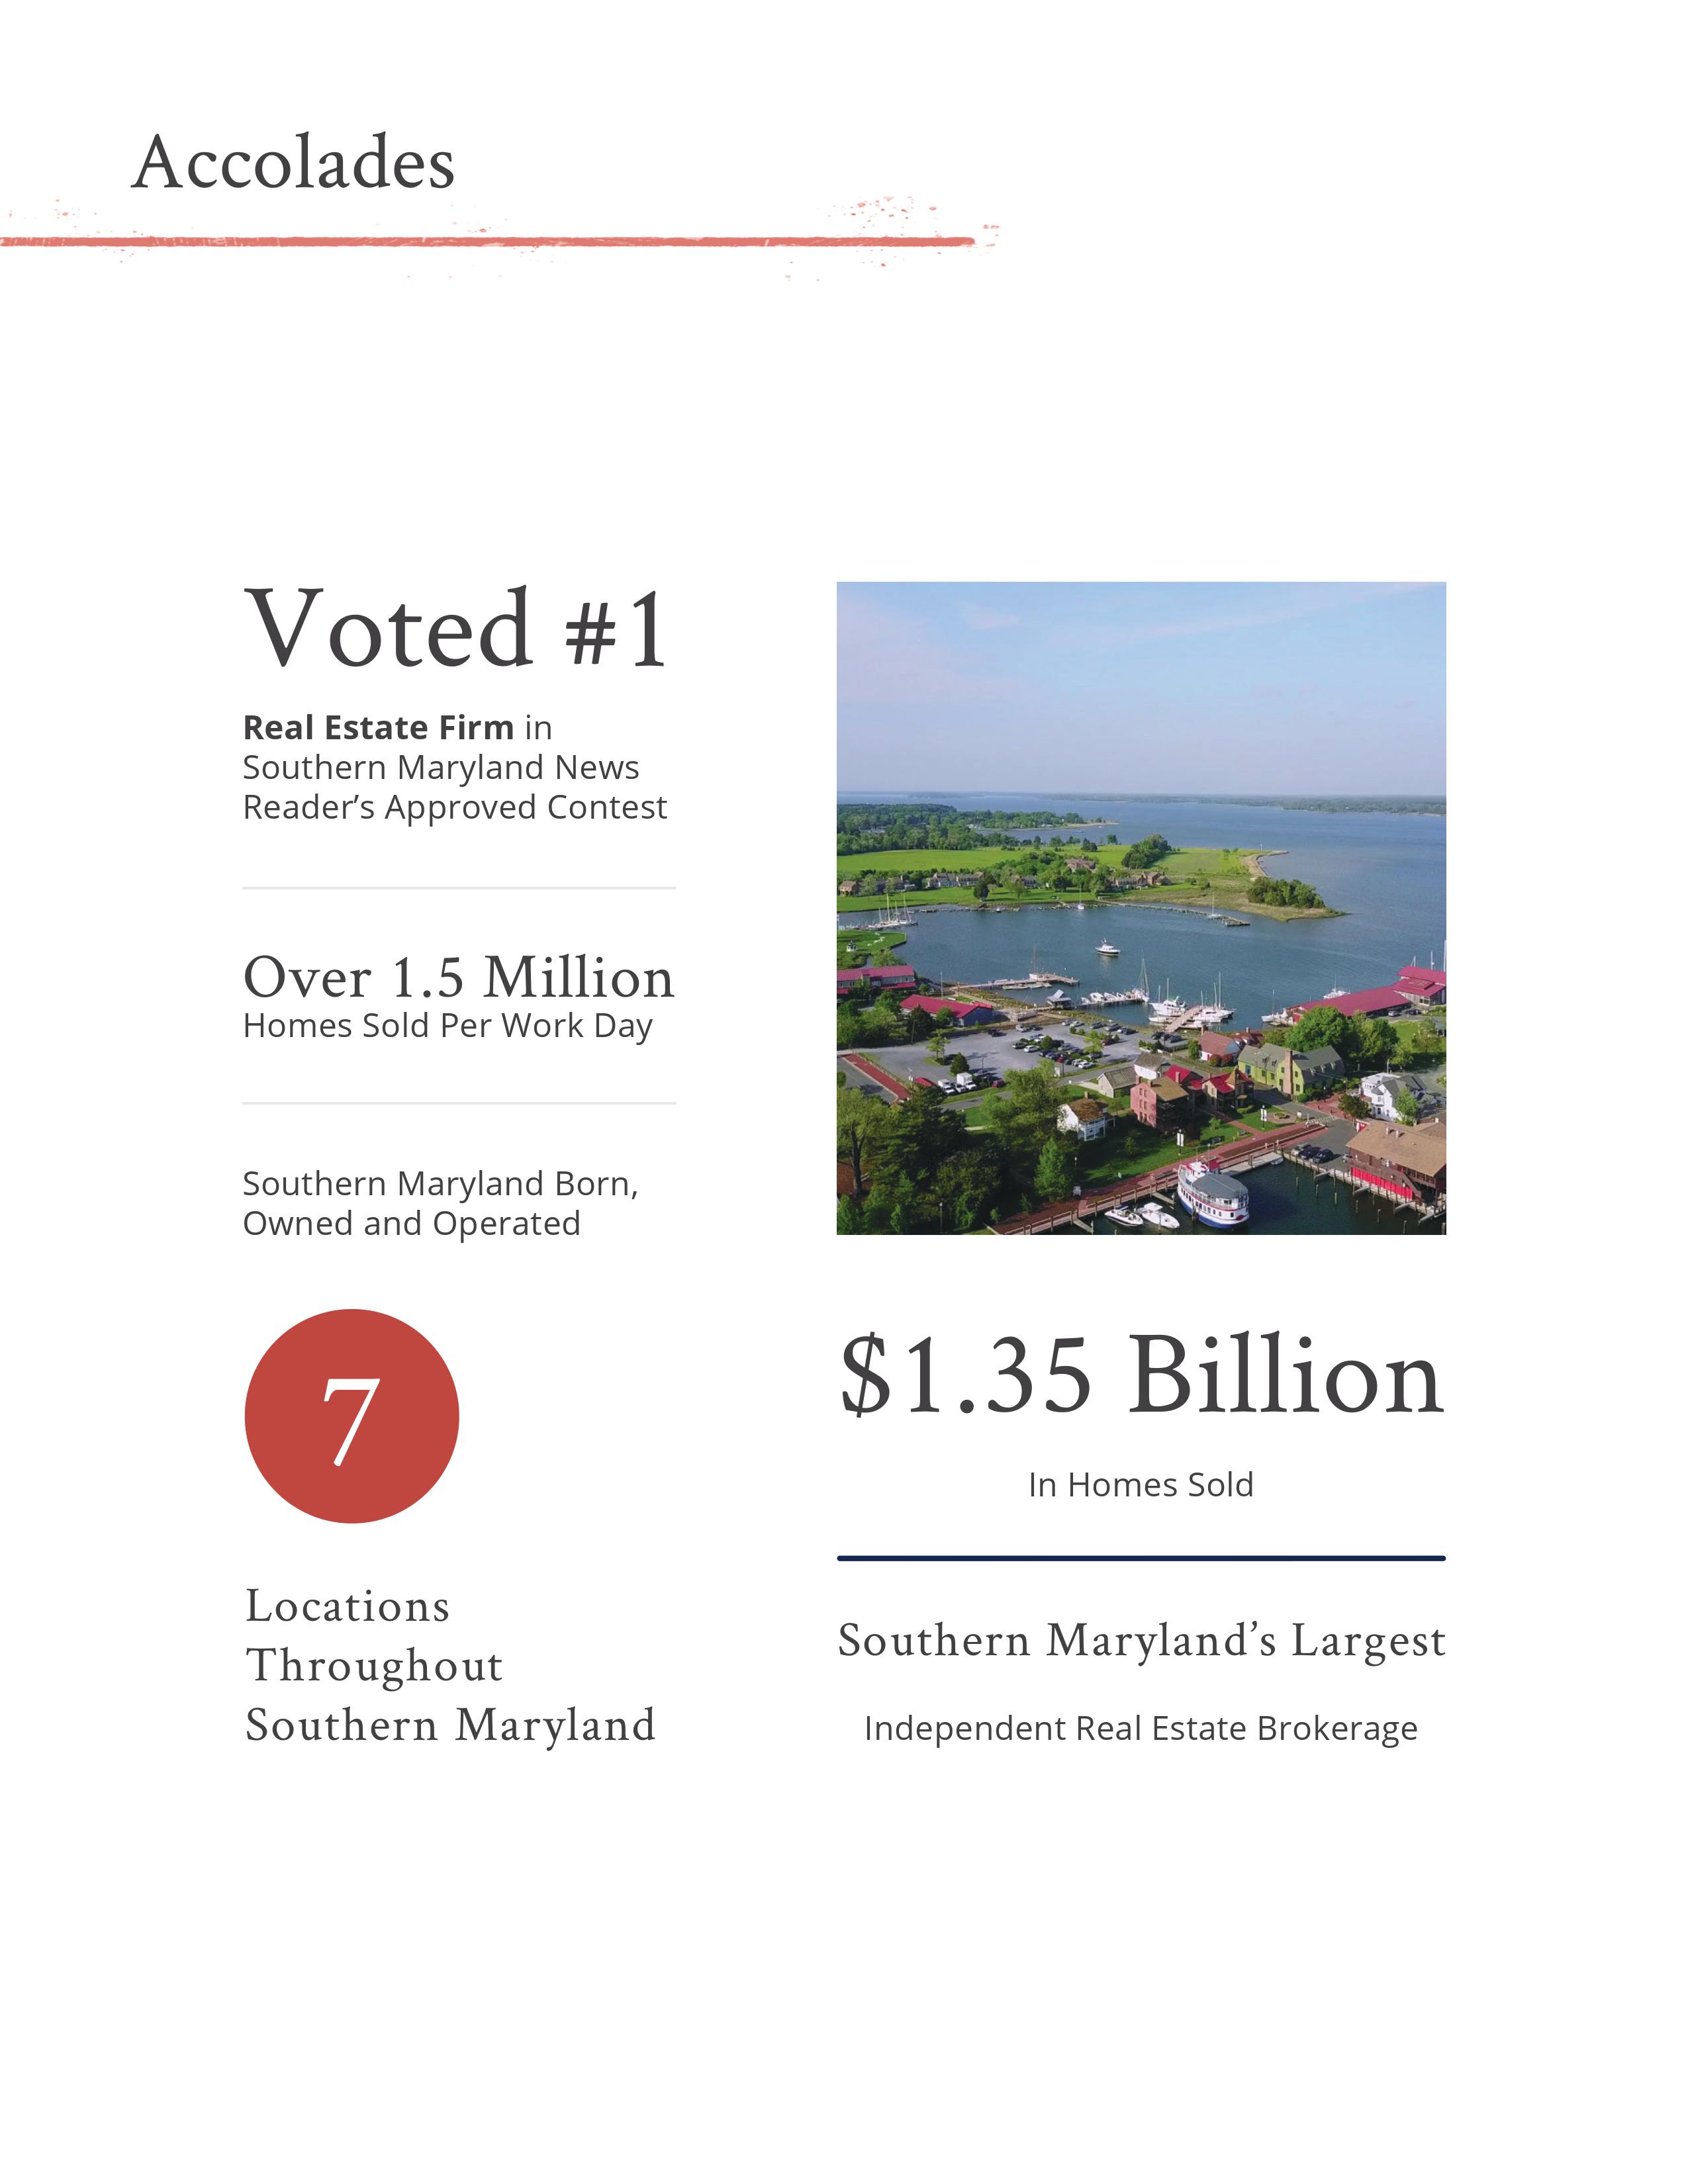 Accolades
Voted #1
Real Estate Firm in
Southern Maryland News
Reader’s Approved Contest
Over 1.5 Million
Homes Sold Per Work Day
Southern Maryland Born,
Owned and Operated
7
Locations
Throughout
Southern Maryland
$1.35 Billion
In Homes Sold
Southern Maryland’s Largest
Independent Real Estate Brokerage